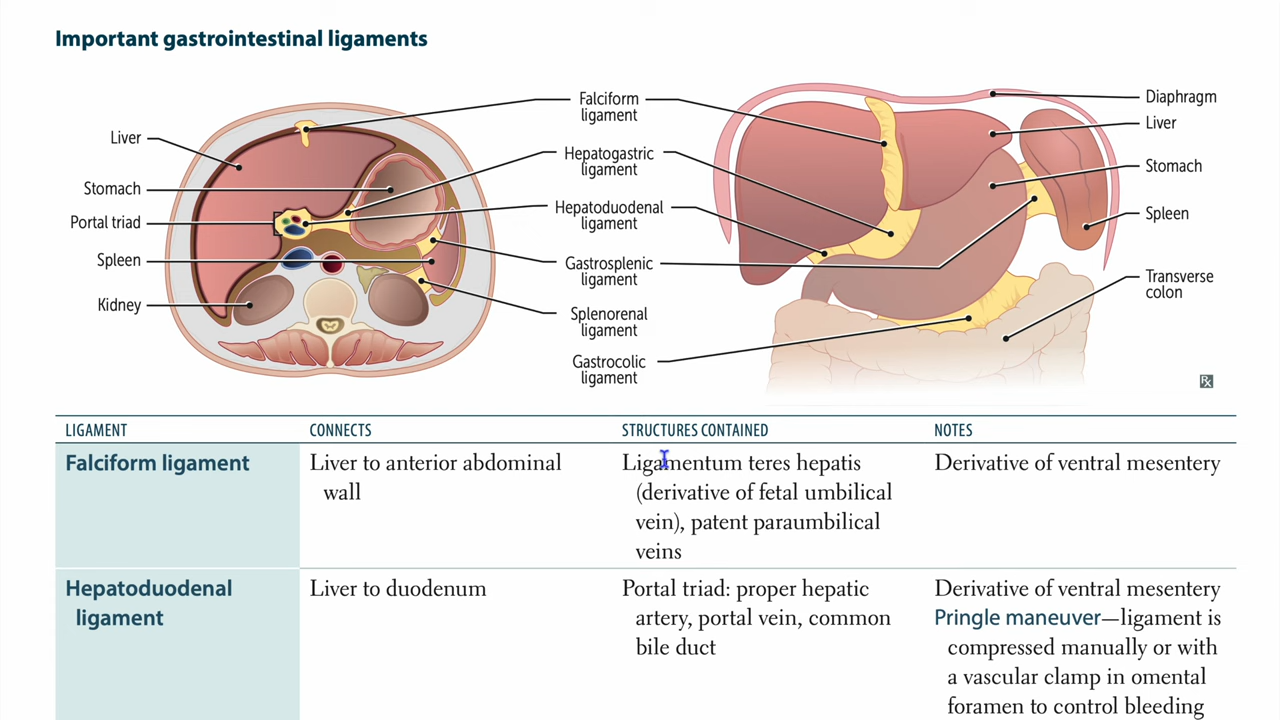 Important gastrointestinal ligaments
Liver
Stomach
Portal triad
Spleen
Kidney
Falciform
ligament
Hepatogastric
ligament
Hepatoduodenal
ligament
Gastrosplenic
ligament
Splenorenal
ligament
Gastrocolic
ligament
Diaphragm
Liver
Stomach
Spleen
Transverse
colon
Rx
LIGAMENT CONNECTS STRUCTURES CONTAINED NOTES
Falciform ligament
Liver to anterior abdominal
wall
Ligamentum teres hepatis
(derivative of fetal umbilical
vein), patent paraumbilical
veins
Derivative of ventral mesentery
Hepatoduodenal
ligament
Liver to duodenum
Portal triad: proper hepatic
artery, portal vein, common
bile duct
Derivative of ventral mesentery
Pringle maneuver—ligament is
compressed manually or with
a vascular clamp in omental
foramen to control bleeding